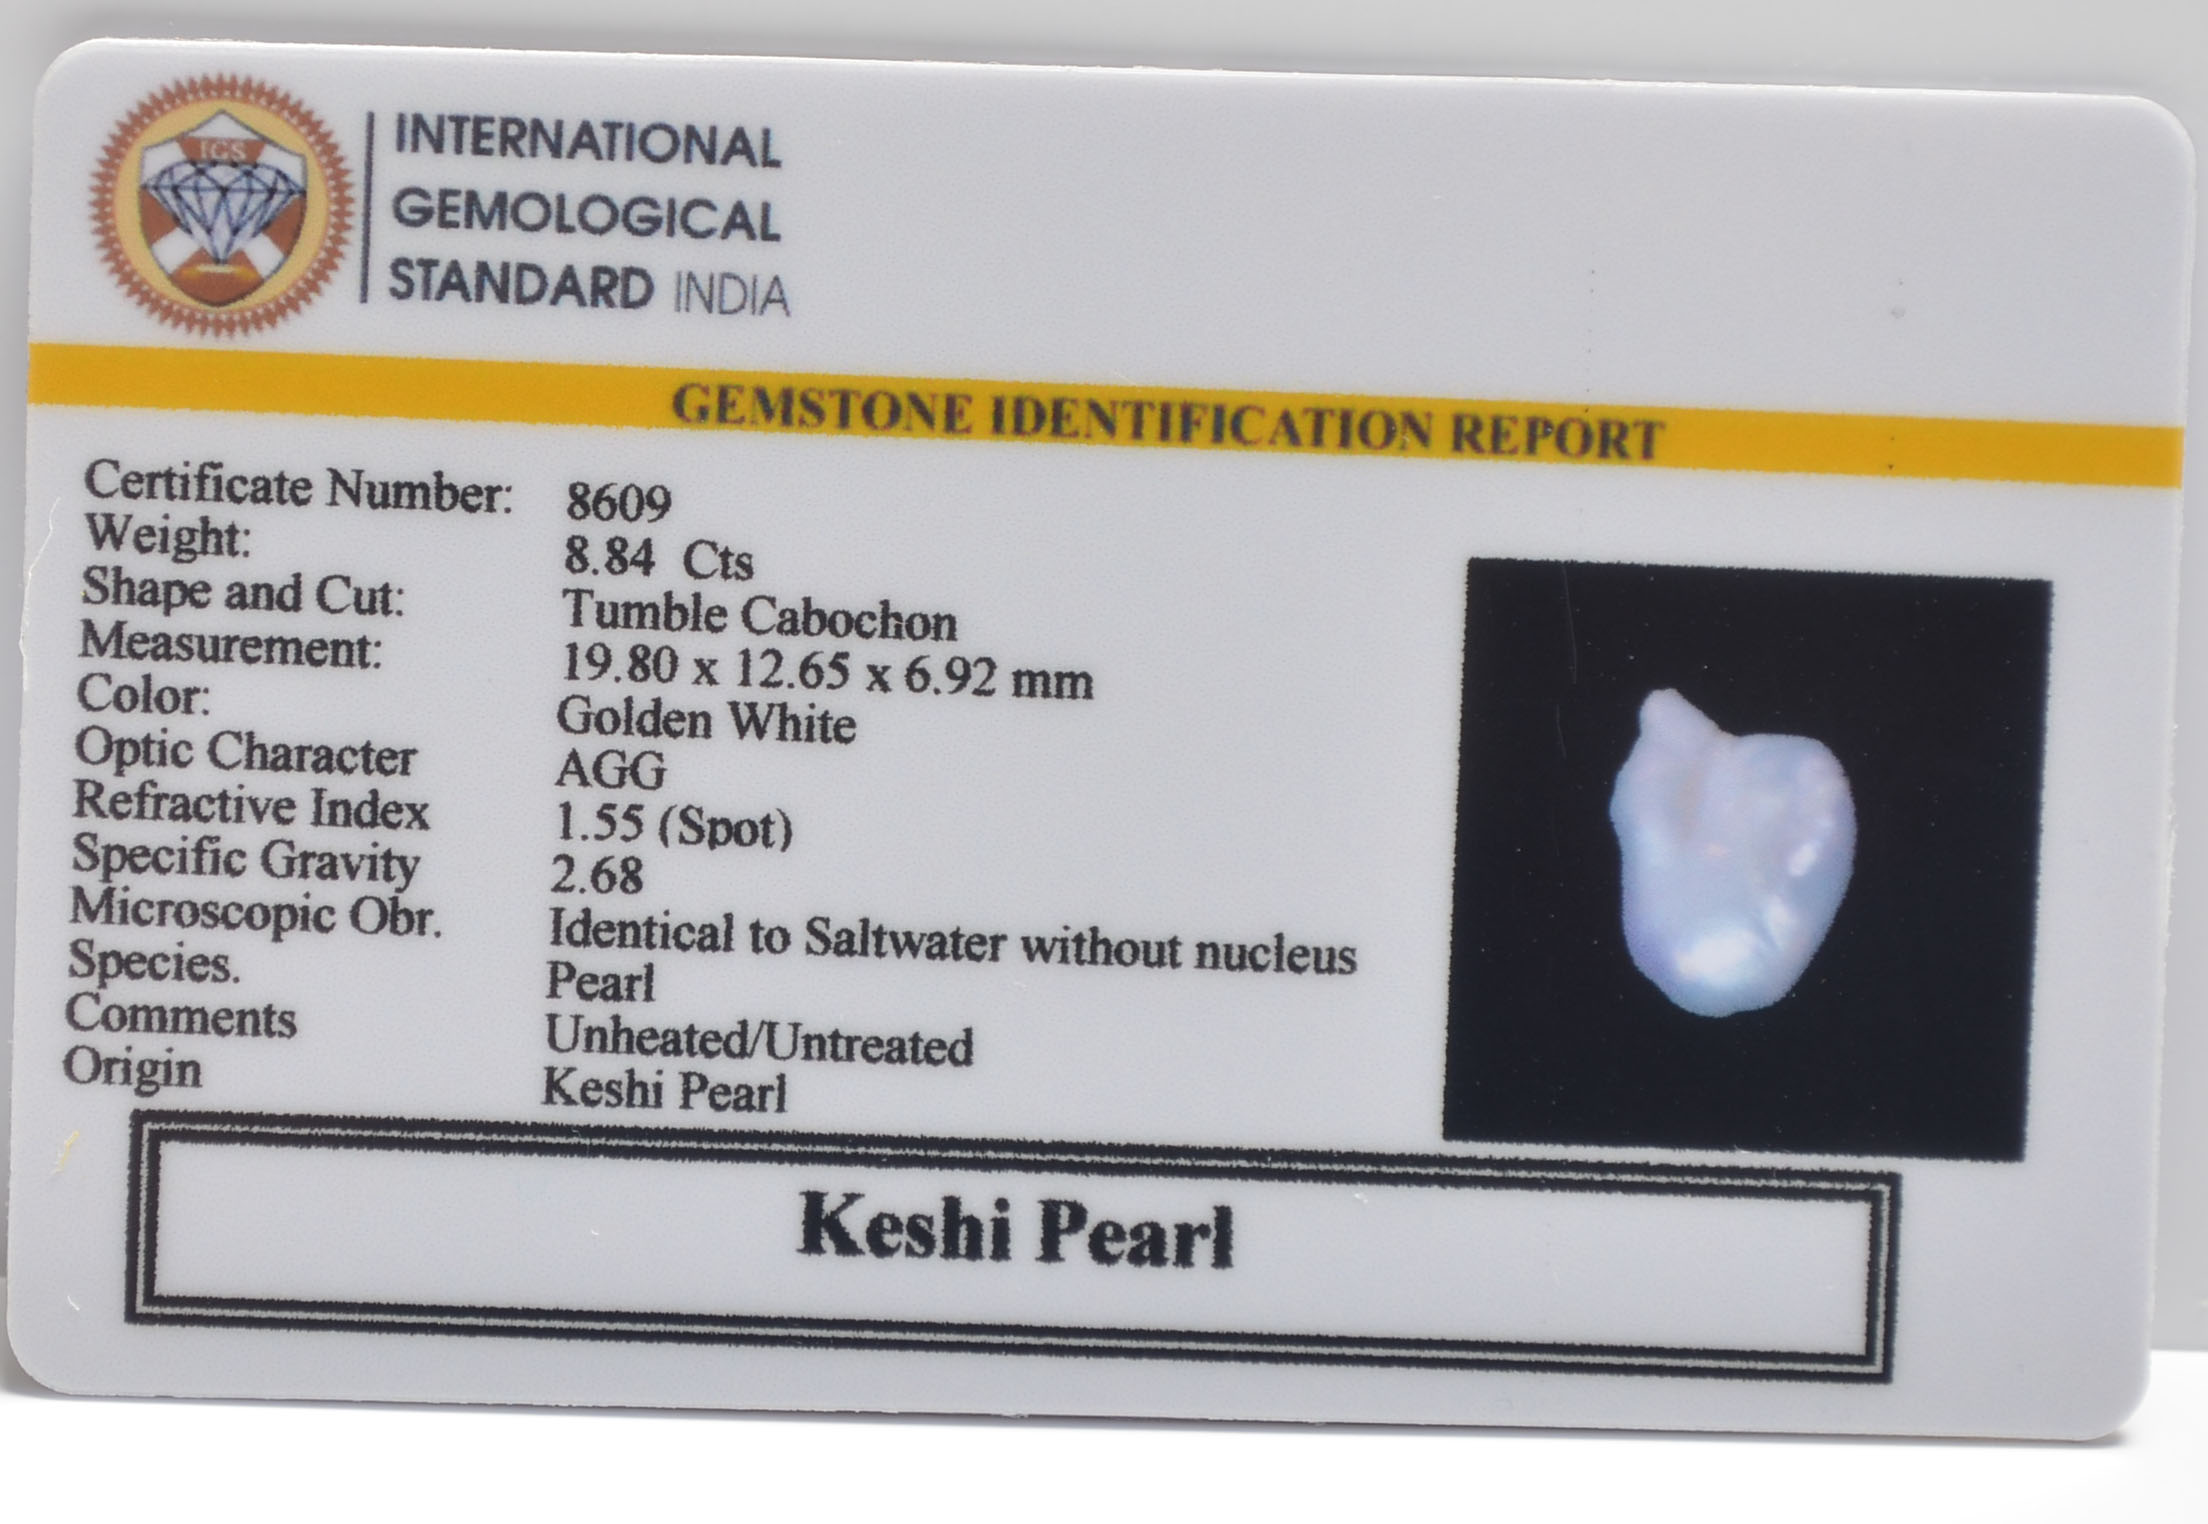 IGS
INTERNATIONAL
GEMOLOGICAL
STANDARD INDIA
GEMSTONE IDENTIFICATION REPORT
Certificate Number: 8609
Weight: 8.84 Cts
Shape and Cut: Tumble Cabochon
Measurement: 19.80 x 12.65 x 6.92 mm
Color: Golden White
Optic Character AGG
Refractive Index 1.55 (Spot)
Specific Gravity 2.68
Microscopic Obr. Identical to Saltwater without nucleus
Species. Pearl
Comments Unheated/Untreated
Origin Keshi Pearl
Keshi Pearl